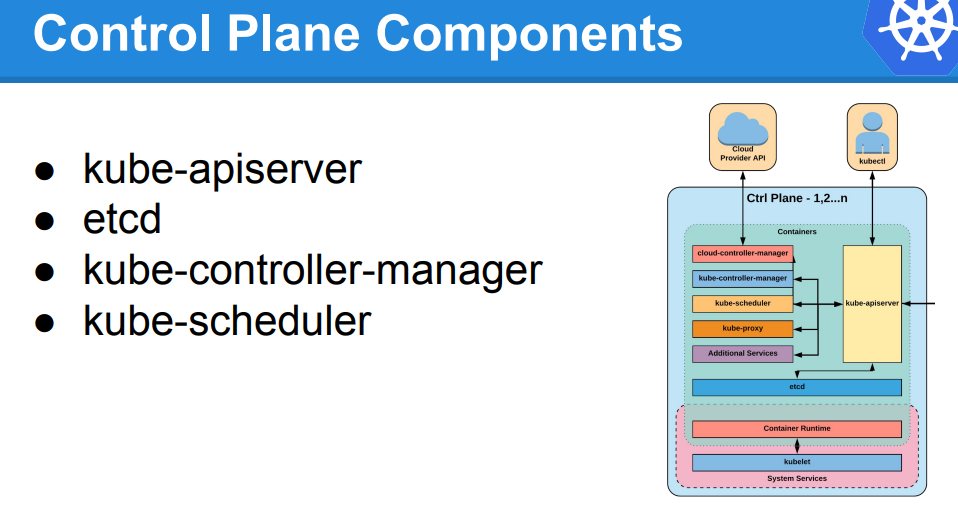 Control Plane Components
● kube-apiserver
● etcd
● kube-controller-manager
● kube-scheduler
Cloud
Provider API
kubectl
Ctrl Plane - 1,2...n
Containers
cloud-controller-manager
kube-controller-manager
kube-scheduler
kube-proxy
Additional Services
kube-apiserver
etcd
Container Runtime
kubelet
System Services